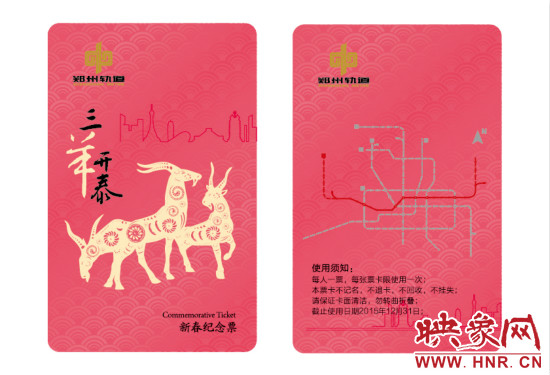 郑州轨道
三羊开泰
Commemorative Ticket
新春纪念票
郑州轨道
使用须知：
每人一票，每张票卡限使用一次；
本票卡不记名，不退卡，不回收，不挂失；
请保证卡面清洁，勿转曲折叠；
截止使用日期2015年12月31日；
映象网
WWW.HNR.CN